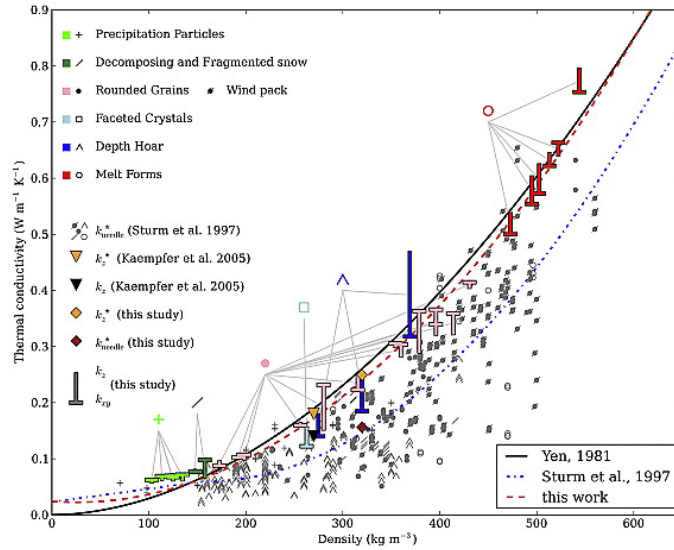 Precipitation Particles
Decomposing and Fragmented snow
Rounded Grains
Wind pack
Faceted Crystals
Depth Hoar
Melt Forms
k*needle (Sturm et al. 1997)
kz* (Kaempfer et al. 2005)
kz (Kaempfer et al. 2005)
kz* (this study)
k*needle (this study)
kz
(this study)
kxy
Thermal conductivity (W m−1 K−1)
0.9
0.8
0.7
0.6
0.5
0.4
0.3
0.2
0.1
0.0
Yen, 1981
Sturm et al., 1997
this work
0 100 200 300 400 500 600
Density (kg m−3)